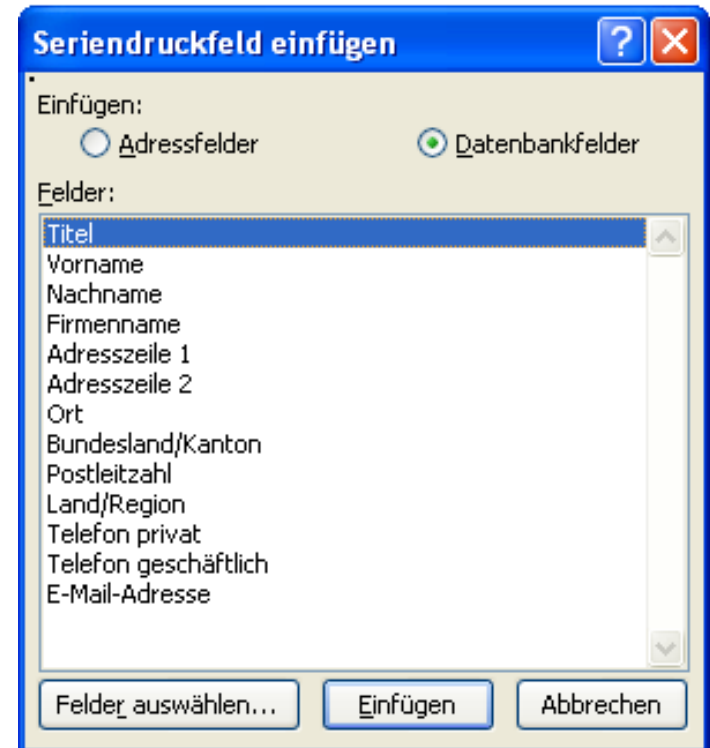 Seriendruckfeld einfügen
Einfügen:
Adressfelder Datenbankfelder
Felder:
Titel
Vorname
Nachname
Firmenname
Adresszeile 1
Adresszeile 2
Ort
Bundesland/Kanton
Postleitzahl
Land/Region
Telefon privat
Telefon geschäftlich
E-Mail-Adresse
Felder auswählen... Einfügen Abbrechen